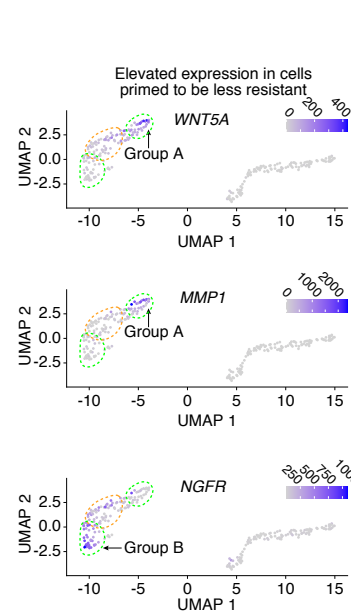 Elevated expression in cells
primed to be less resistant
WNT5A
0 200 400
UMAP 2
2.5
0.0
-2.5
Group A
-10 -5 0 5 10 15
UMAP 1
MMP1
0 1000 2000
UMAP 2
2.5
0.0
-2.5
Group A
-10 -5 0 5 10 15
UMAP 1
NGFR
250 500 750
UMAP 2
2.5
0.0
-2.5
Group B
-10 -5 0 5 10 15
UMAP 1